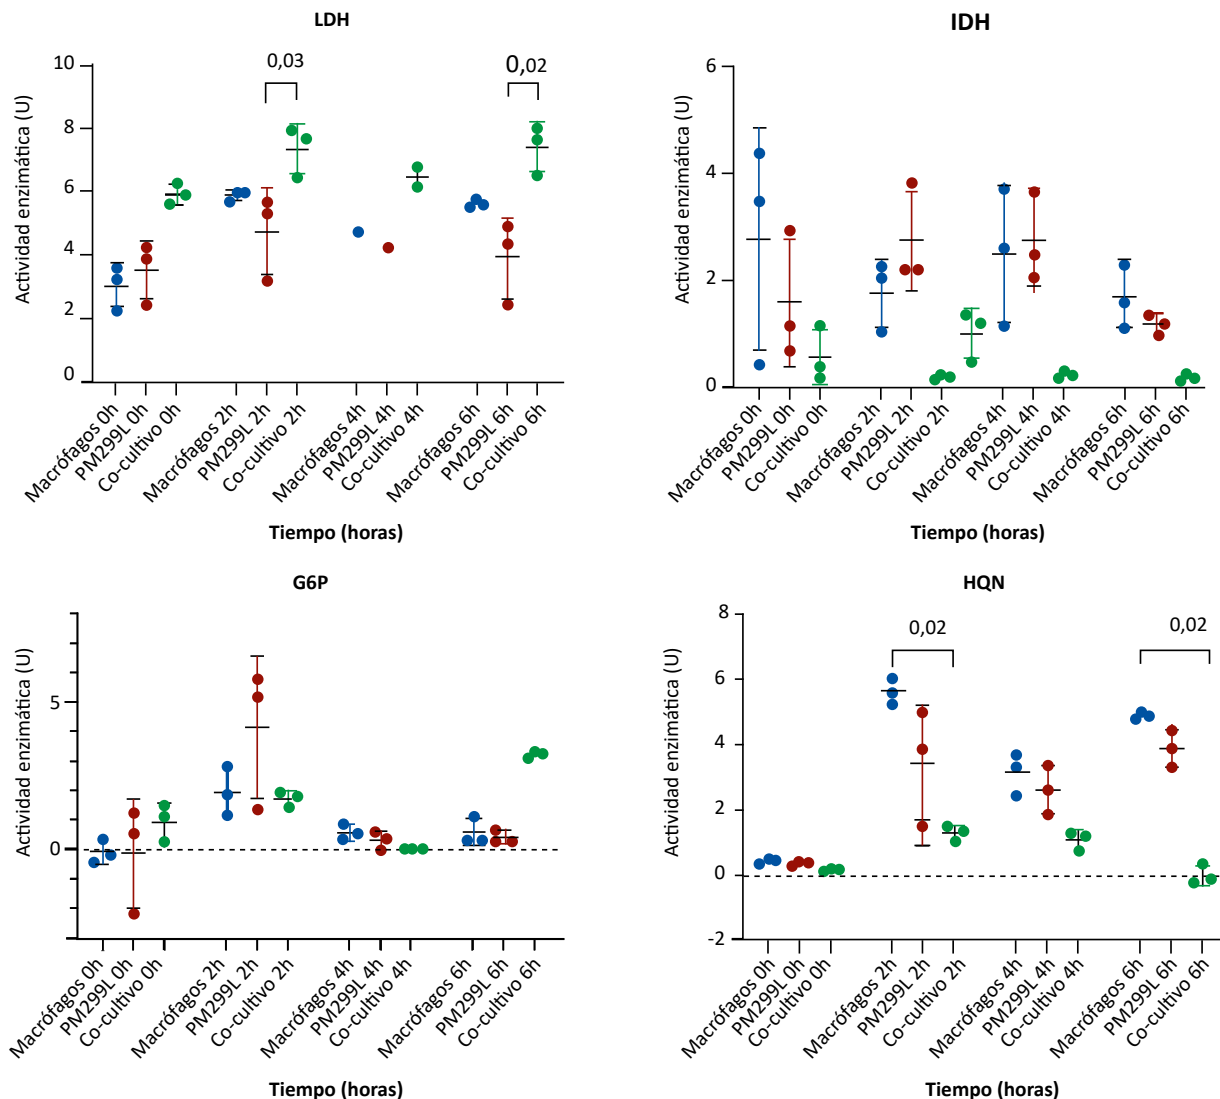 LDH
Actividad enzimática (U)
10
8
6
4
2
0
0,03
0,02
Macrófagos 0h
PM299L 0h
Co-cultivo 0h
Macrófagos 2h
PM299L 2h
Co-cultivo 2h
Macrófagos 4h
PM299L 4h
Co-cultivo 4h
Macrófagos 6h
PM299L 6h
Co-cultivo 6h
Tiempo (horas)
IDH
Actividad enzimática (U)
6
4
2
0
Macrófagos 0h
PM299L 0h
Co-cultivo 0h
Macrófagos 2h
PM299L 2h
Co-cultivo 2h
Macrófagos 4h
PM299L 4h
Co-cultivo 4h
Macrófagos 6h
PM299L 6h
Co-cultivo 6h
Tiempo (horas)
G6P
Actividad enzimática (U)
5
0
Macrófagos 0h
PM299L 0h
Co-cultivo 0h
Macrófagos 2h
PM299L 2h
Co-cultivo 2h
Macrófagos 4h
PM299L 4h
Co-cultivo 4h
Macrófagos 6h
PM299L 6h
Co-cultivo 6h
Tiempo (horas)
HQN
Actividad enzimática (U)
8
6
4
2
0
-2
0,02
0,02
Macrófagos 0h
PM299L 0h
Co-cultivo 0h
Macrófagos 2h
PM299L 2h
Co-cultivo 2h
Macrófagos 4h
PM299L 4h
Co-cultivo 4h
Macrófagos 6h
PM299L 6h
Co-cultivo 6h
Tiempo (horas)